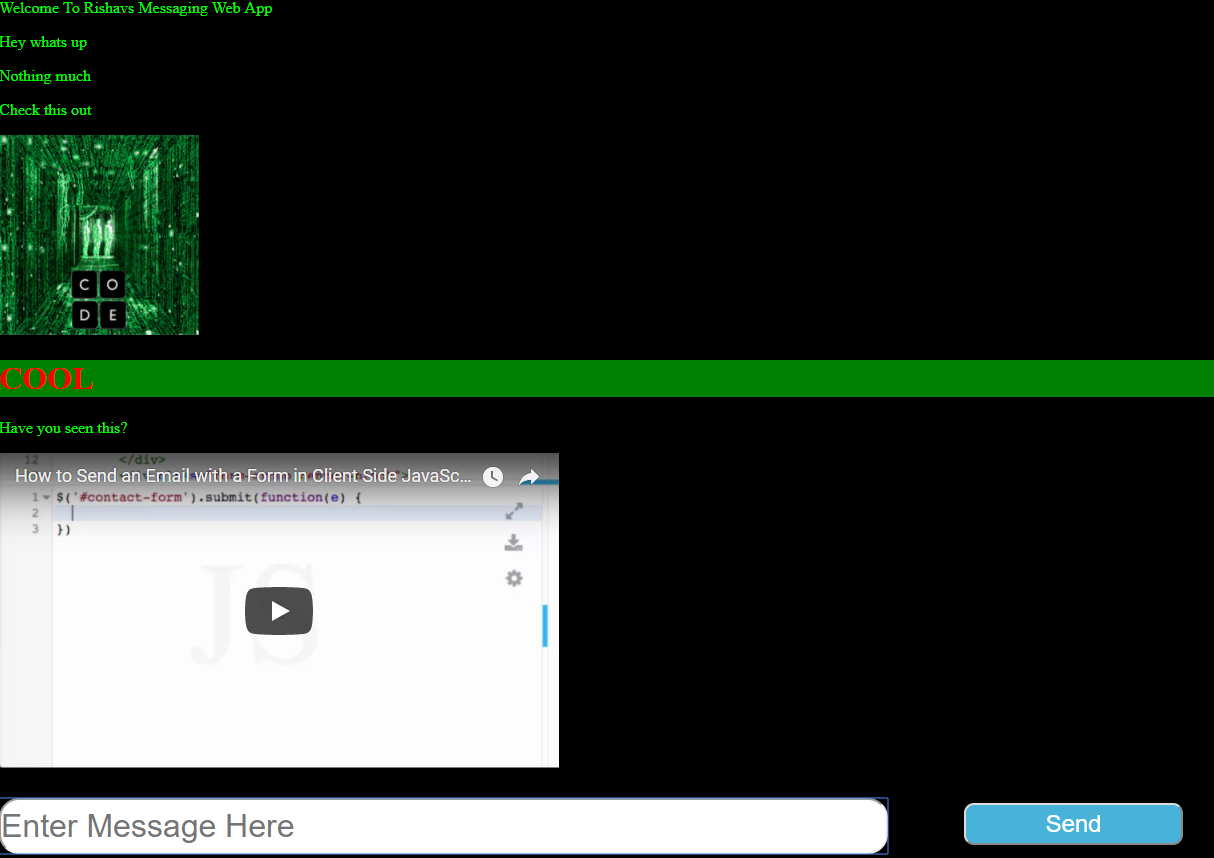 Welcome To Rishavs Messaging Web App
Hey whats up
Nothing much
Check this out
C O
D E
COOL
Have you seen this?
12 </div>
How to Send an Email with a Form in Client Side JavaSc...
1 $('#contact-form').submit(function(e) {
2
3 })
JS
Enter Message Here
Send